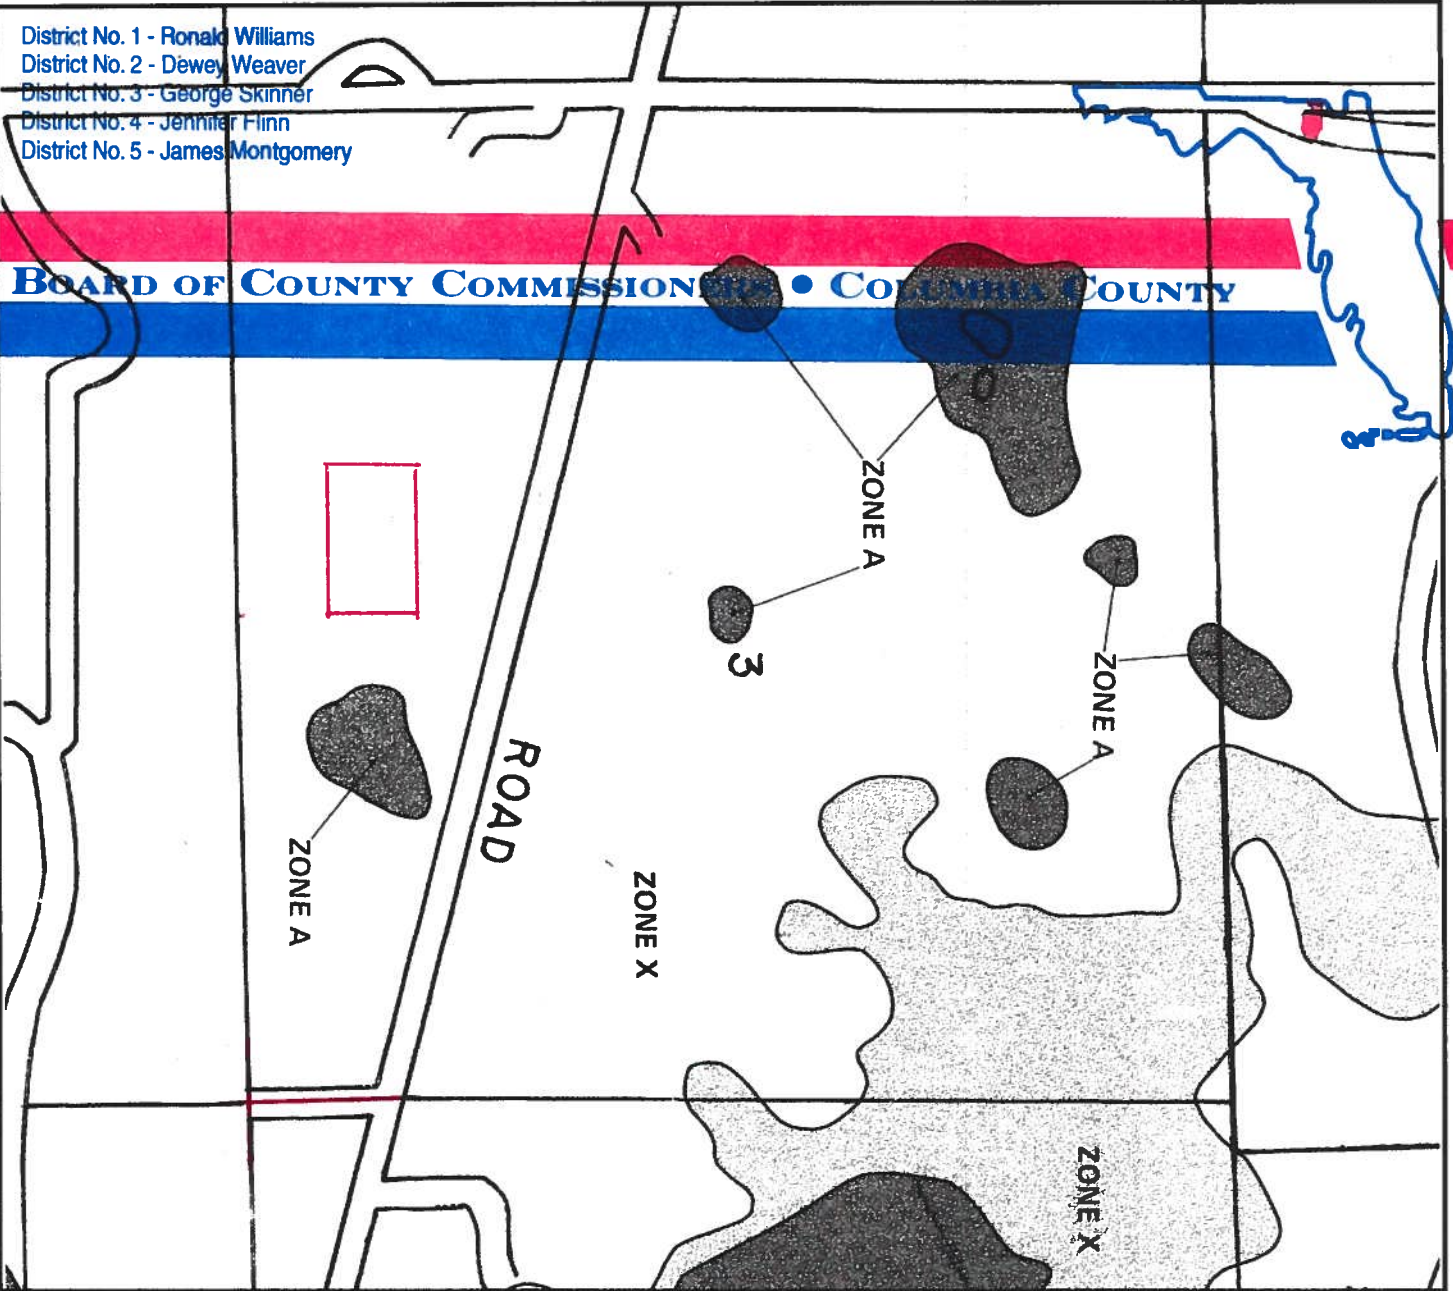 District No. 1 - Ronald Williams
District No. 2 - Dewey Weaver
District No. 3 - George Skinner
District No. 4 - Jennifer Flinn
District No. 5 - James Montgomery
BOARD OF COUNTY COMMISSIONERS • COLUMBIA COUNTY
ZONE A
3
ZONE A
ROAD
ZONE A
ZONE X
ZONE X